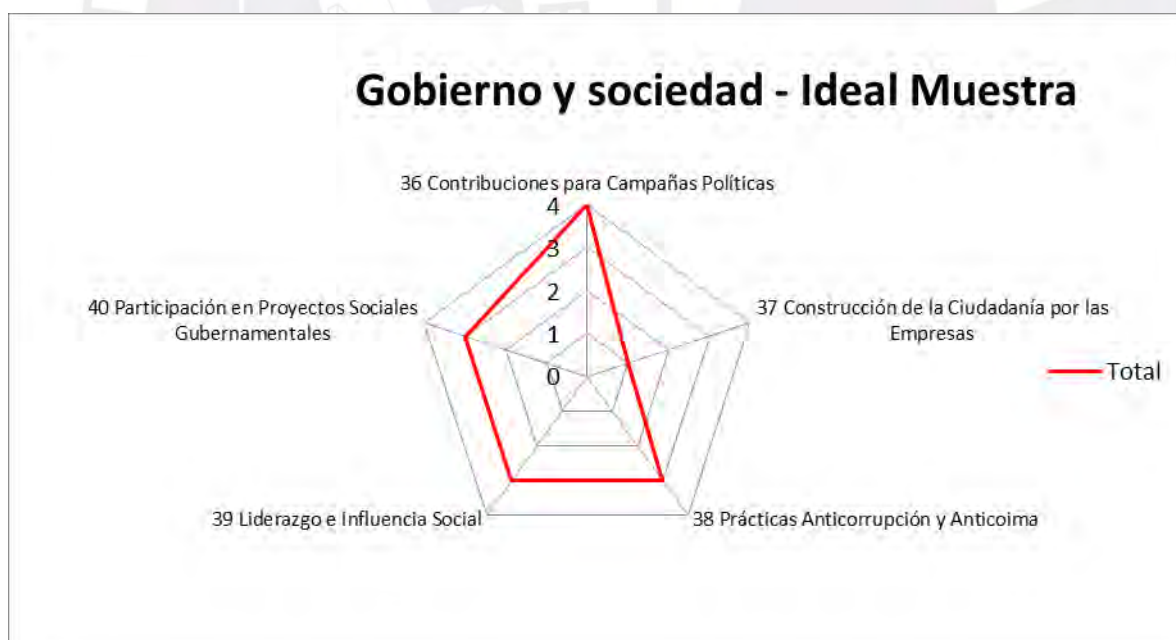 Gobierno y sociedad - Ideal Muestra
36 Contribuciones para Campañas Políticas
4
3
2
1
0
37 Construcción de la Ciudadanía por las
Empresas
38 Prácticas Anticorrupción y Anticoima
39 Liderazgo e Influencia Social
40 Participación en Proyectos Sociales
Gubernamentales
Total